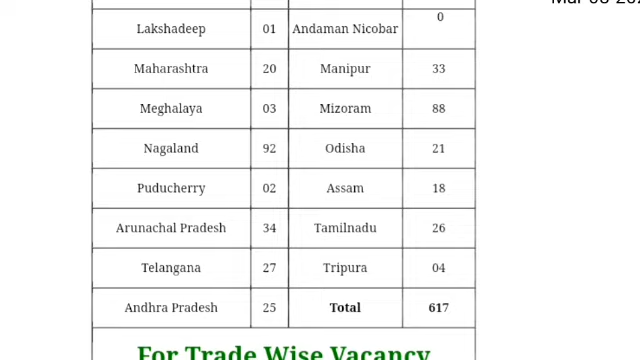 0
Lakshadeep 01 Andaman Nicobar
Maharashtra 20 Manipur 33
Meghalaya 03 Mizoram 88
Nagaland 92 Odisha 21
Puducherry 02 Assam 18
Arunachal Pradesh 34 Tamilnadu 26
Telangana 27 Tripura 04
Andhra Pradesh 25 Total 617
For Trade Wise Vacancy